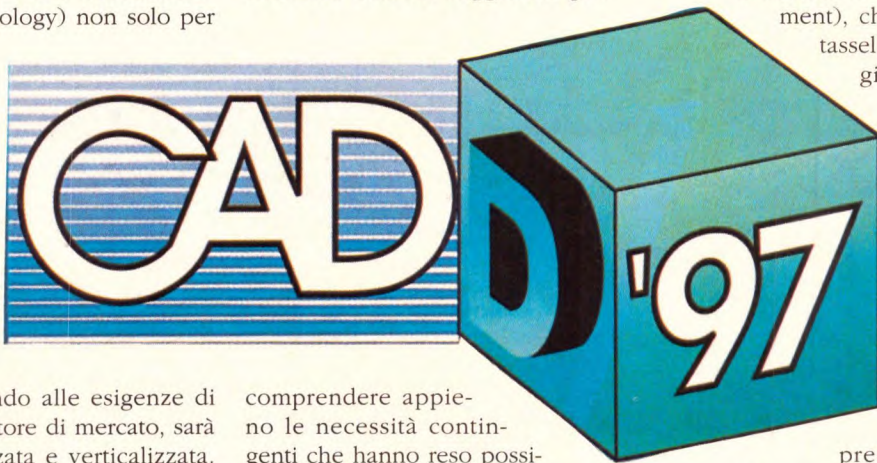 ology) non solo per
ment), ch
tassel
gi
CAD
D '97
ndo alle esigenze di
tore di mercato, sarà
zata e verticalizzata,
comprendere appie-
no le necessità contin-
genti che hanno reso possi-
pre